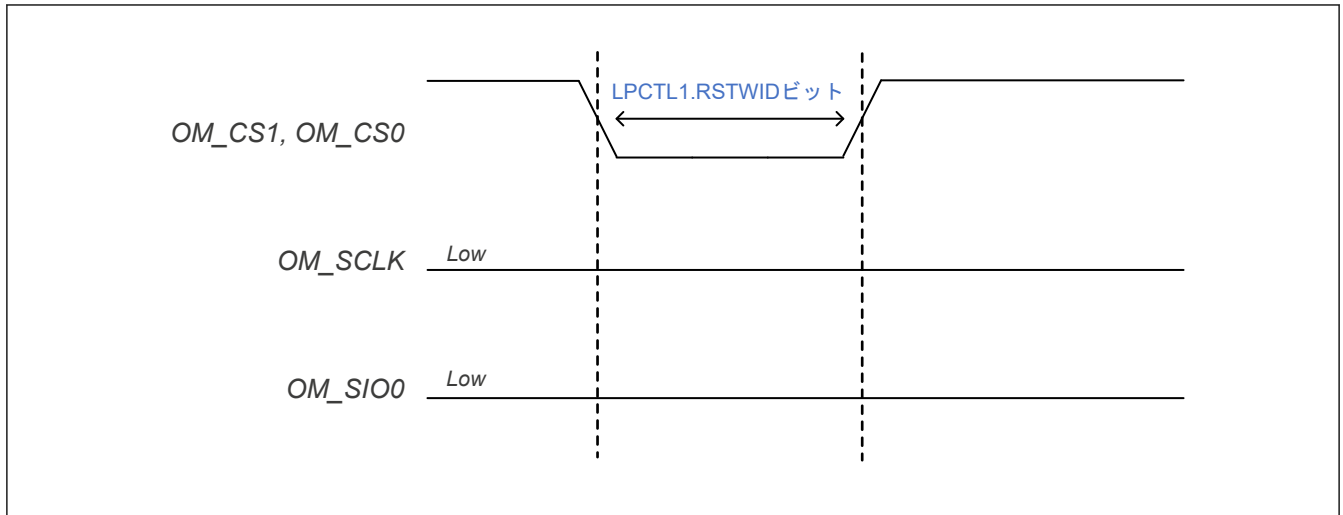 LPCTL1.RSTWIDビット
OM_CS1, OM_CS0
OM_SCLK Low
OM_SIO0 Low